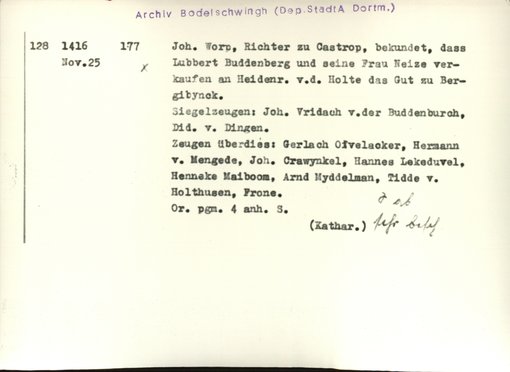 Archiv Bodelschwingh (Dep. StadtA Dortm.)
128 1416 177 Joh. Worp, Richter zu Castrop, bekundet, dass
Nov.25 x Lubbert Buddenberg und seine Frau Neize ver-
kaufen an Heidenr. v.d. Holte das Gut zu Ber-
gibynck.
Siegelzeugen: Joh. Vridach v.der Buddenburch,
Did. v. Dingen.
Zeugen überdies: Gerlach Ofvelacker, Hermann
v. Mengede, Joh. Crawynkel, Hannes Lekeduvel,
Henneke Maiboom, Arnd Myddelman, Tidde v.
Holthusen, Frone.
Or. pgm. 4 anh. S.
(Kathar.)